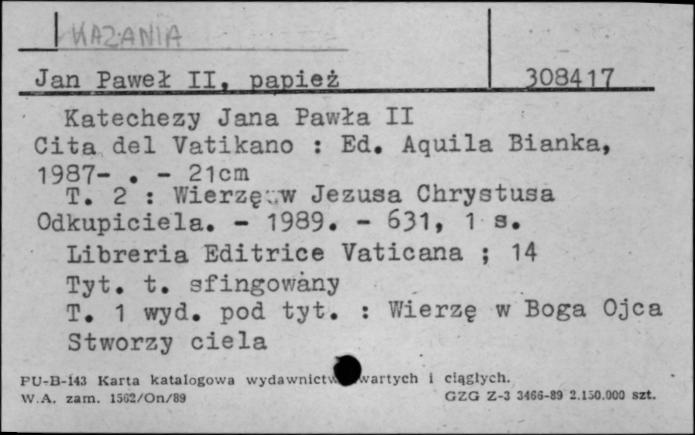 KAZANIA
Jan Paweł II, papież 308417
Katechezy Jana Pawła II
Cita del Vatikano : Ed. Aquila Bianka,
1987- . - 21cm
T. 2 : Wierzę w Jezusa Chrystusa
Odkupiciela. - 1989. - 631, 1 s.
Libreria Editrice Vaticana ; 14
Tyt. t. sfingowany
T. 1 wyd. pod tyt. : Wierzę w Boga Ojca
Stworzy ciela
PU-B-143 Karta katalogowa wydawnictw wartych i ciągłych.
W.A. zam. 1562/On/89 GZG Z-3 3466-89 2.150.000 szt.